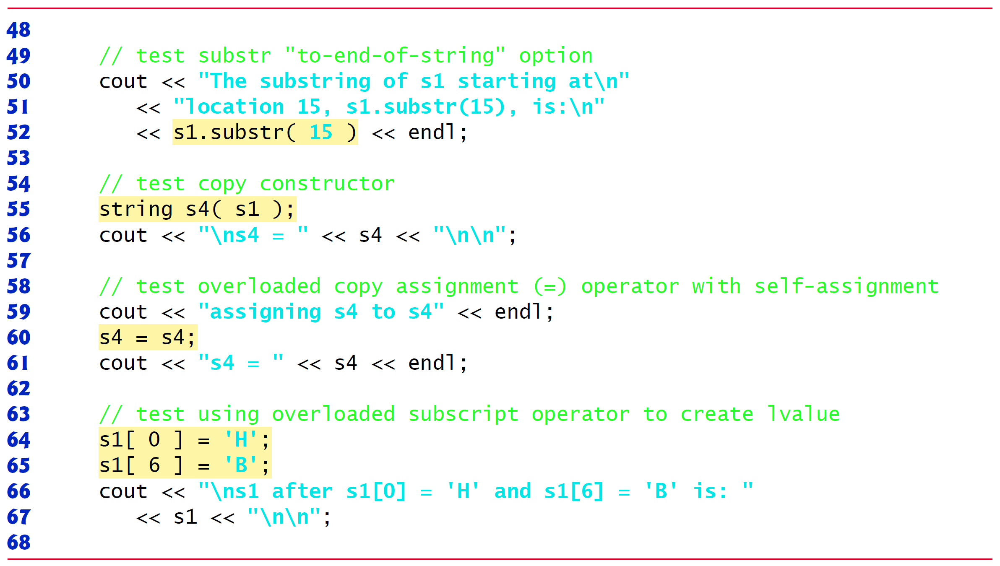 48
49 // test substr "to-end-of-string" option
50 cout << "The substring of s1 starting at\n"
51 << "location 15, s1.substr(15), is:\n"
52 << s1.substr( 15 ) << endl;
53
54 // test copy constructor
55 string s4( s1 );
56 cout << "\ns4 = " << s4 << "\n\n";
57
58 // test overloaded copy assignment (=) operator with self-assignment
59 cout << "assigning s4 to s4" << endl;
60 s4 = s4;
61 cout << "s4 = " << s4 << endl;
62
63 // test using overloaded subscript operator to create lvalue
64 s1[ 0 ] = 'H';
65 s1[ 6 ] = 'B';
66 cout << "\ns1 after s1[0] = 'H' and s1[6] = 'B' is: "
67 << s1 << "\n\n";
68